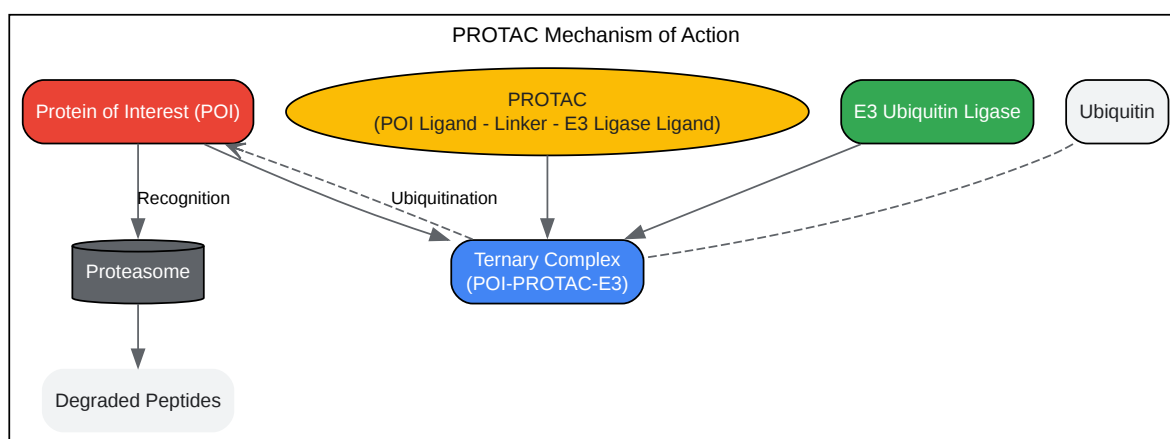 PROTAC Mechanism of Action
Protein of Interest (POI)
PROTAC
(POI Ligand - Linker - E3 Ligase Ligand)
E3 Ubiquitin Ligase
Ubiquitin
Recognition
Ubiquitination
Proteasome
Ternary Complex
(POI-PROTAC-E3)
Degraded Peptides